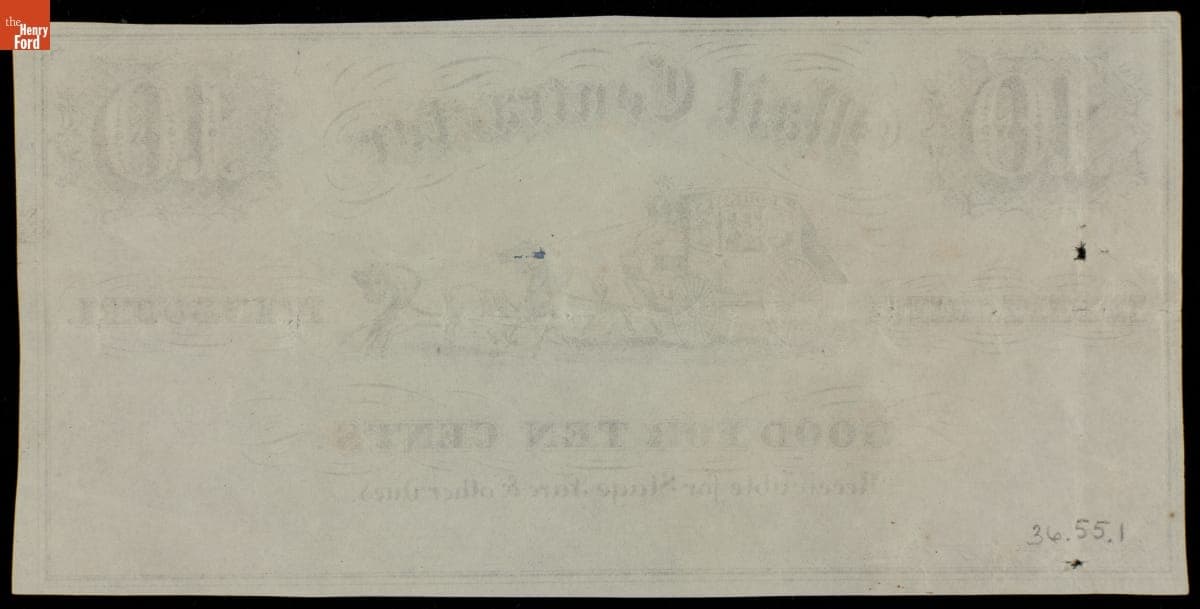 the
Henry
Ford
10
Mail Contractor
10
MISSOURI.
GOOD FOR TEN CENTS
Receivable for Stage-fare & other dues.
36.55.1